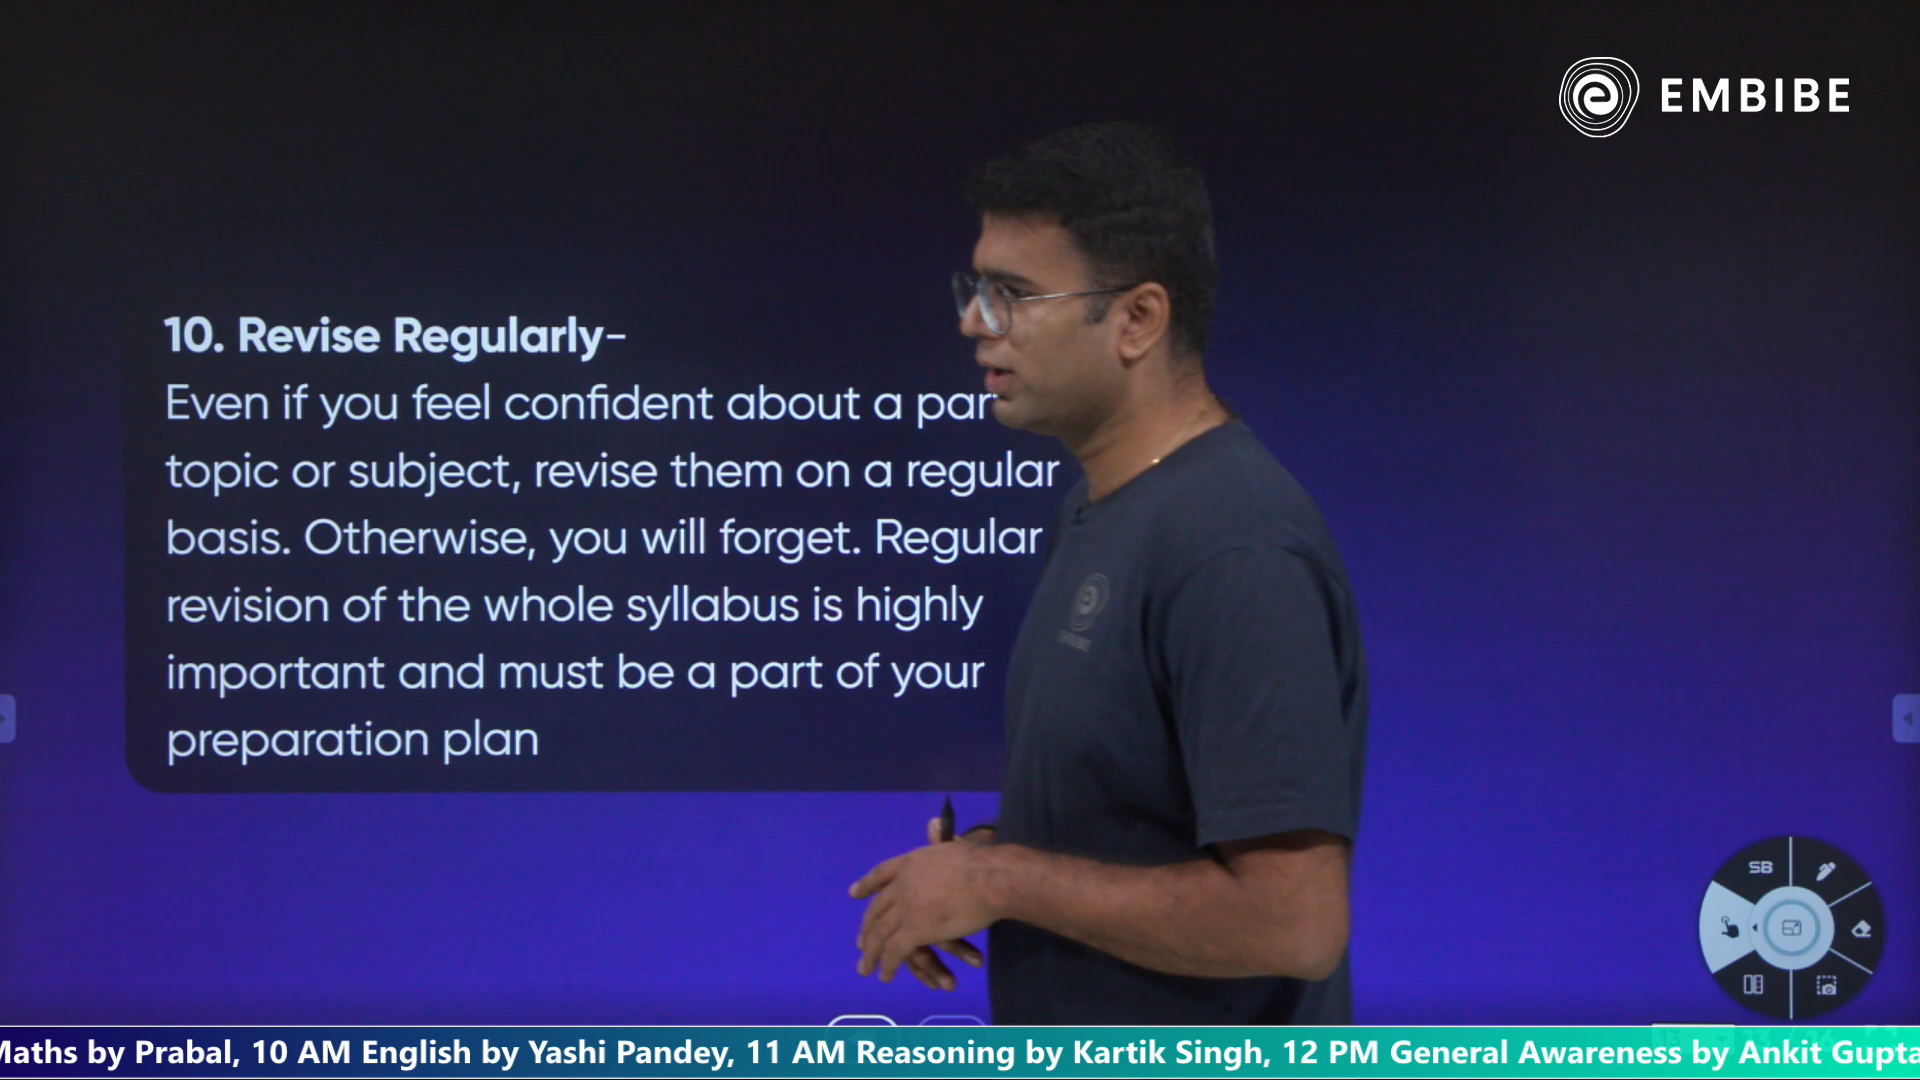 EMBIBE
10. Revise Regularly-
Even if you feel confident about a
topic or subject, revise them on a regular
basis. Otherwise, you will forget. Regular
revision of the whole syllabus is highly
important and must be a part of your
preparation plan
EMBIBE
SB
Maths by Prabal, 10 AM English by Yashi Pandey, 11 AM Reasoning by Kartik Singh, 12 PM General Awareness by Ankit Gupta